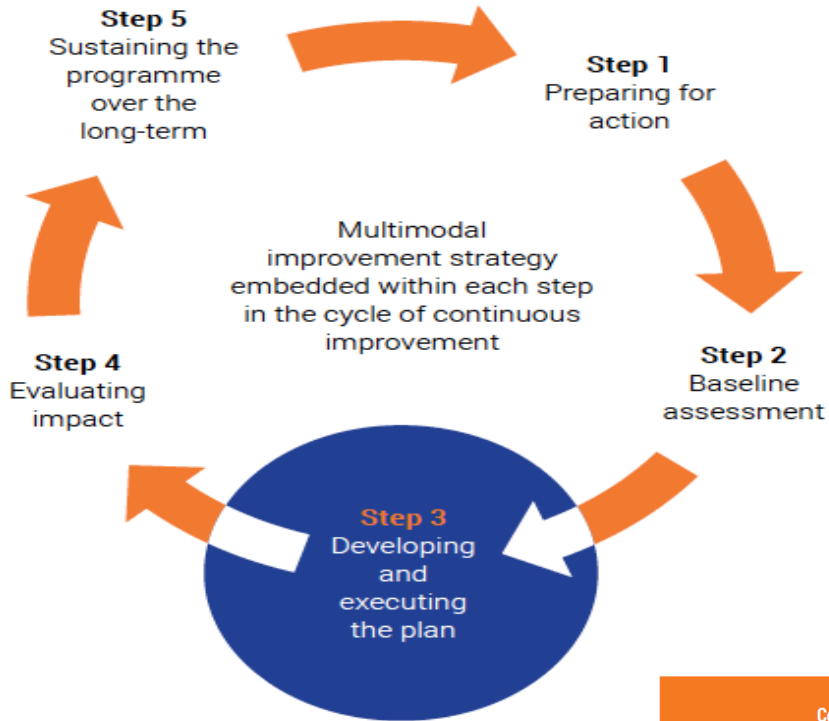 Step 5
Sustaining the
programme
over the
long-term
Step 1
Preparing for
action
Multimodal
improvement strategy
embedded within each step
in the cycle of continuous
improvement
Step 2
Baseline
assessment
Step 4
Evaluating
impact
Step 3
Developing
and
executing
the plan